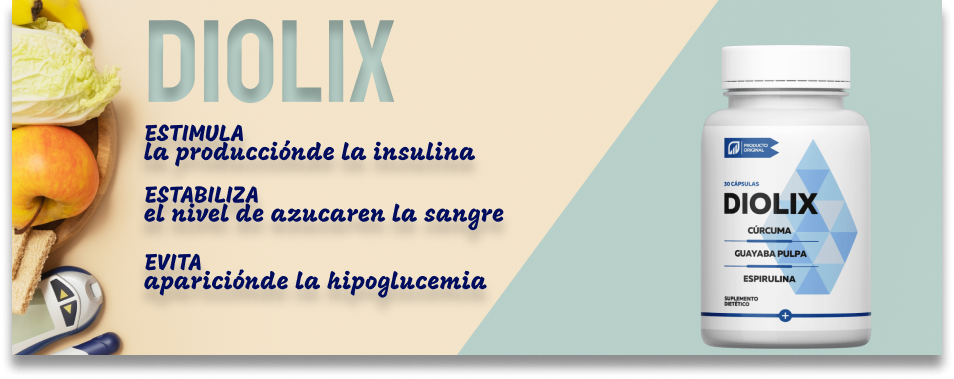 DIOLIX
ESTIMULA
la producciónde la insulina
ESTABILIZA
el nivel de azucaren la sangre
EVITA
apariciónde la hipoglucemia
PRODUCTO
ORIGINAL
30 CÁPSULAS
DIOLIX
CÚRCUMA
GUAYABA PULPA
ESPIRULINA
SUPLEMENTO
DIETÉTICO